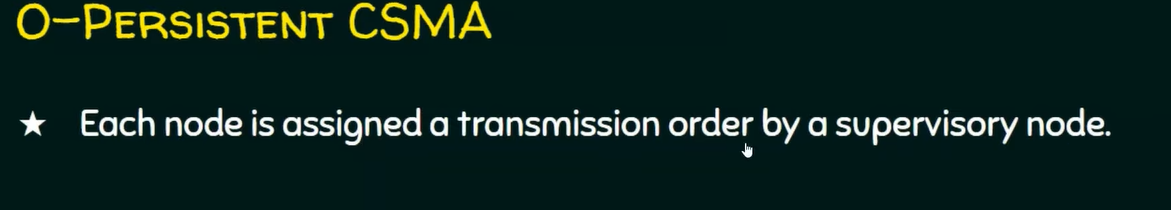 O-Persistent CSMA
★ Each node is assigned a transmission order by a supervisory node.